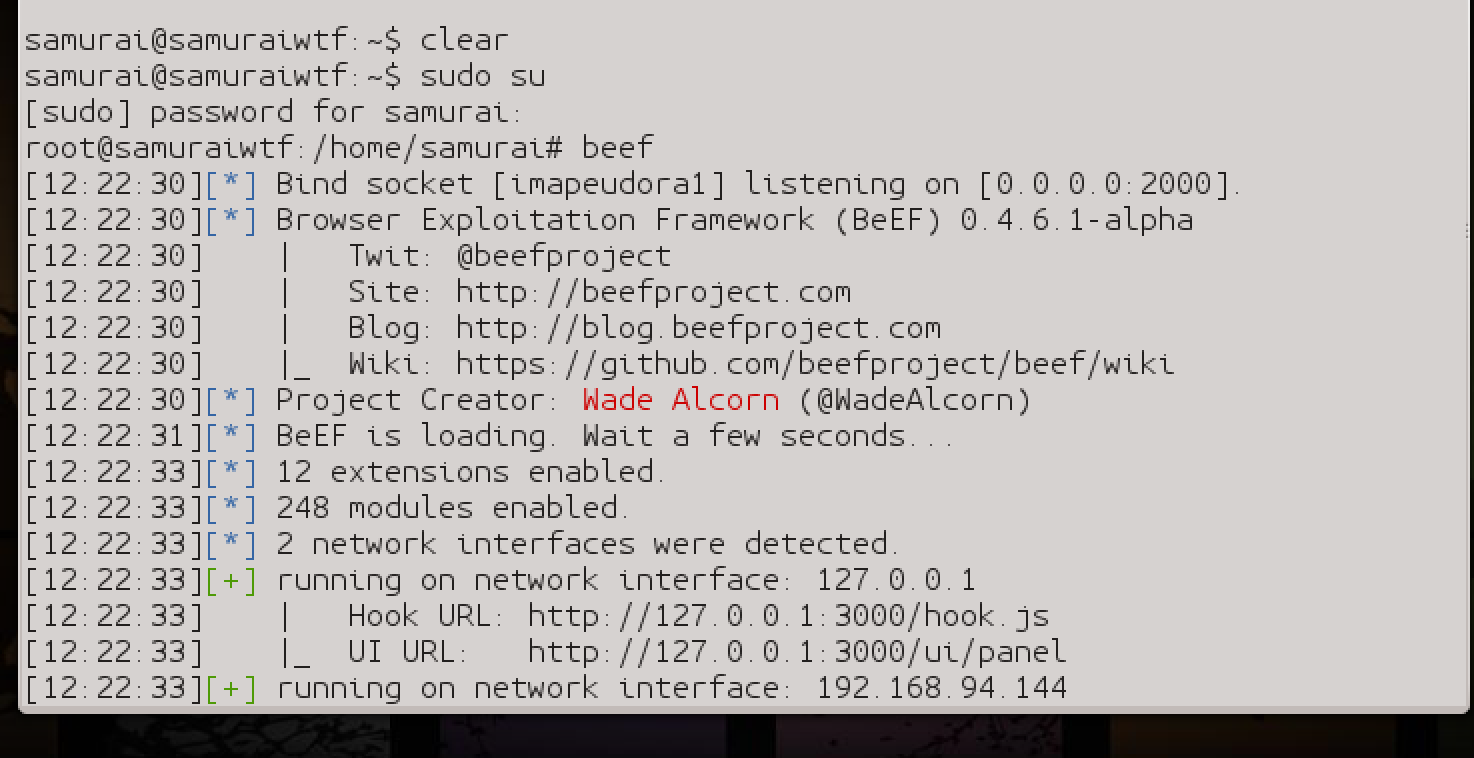 samurai@samuraiwtf:~$ clear
samurai@samuraiwtf:~$ sudo su
[sudo] password for samurai:
root@samuraiwtf:/home/samurai# beef
[12:22:30][*] Bind socket [imapeudora1] listening on [0.0.0.0:2000].
[12:22:30][*] Browser Exploitation Framework (BeEF) 0.4.6.1-alpha
[12:22:30]    |   Twit: @beefproject
[12:22:30]    |   Site: http://beefproject.com
[12:22:30]    |   Blog: http://blog.beefproject.com
[12:22:30]    |_  Wiki: https://github.com/beefproject/beef/wiki
[12:22:30][*] Project Creator: Wade Alcorn (@WadeAlcorn)
[12:22:31][*] BeEF is loading. Wait a few seconds...
[12:22:33][*] 12 extensions enabled.
[12:22:33][*] 248 modules enabled.
[12:22:33][*] 2 network interfaces were detected.
[12:22:33][+] running on network interface: 127.0.0.1
[12:22:33]    |   Hook URL: http://127.0.0.1:3000/hook.js
[12:22:33]    |_  UI URL:   http://127.0.0.1:3000/ui/panel
[12:22:33][+] running on network interface: 192.168.94.144